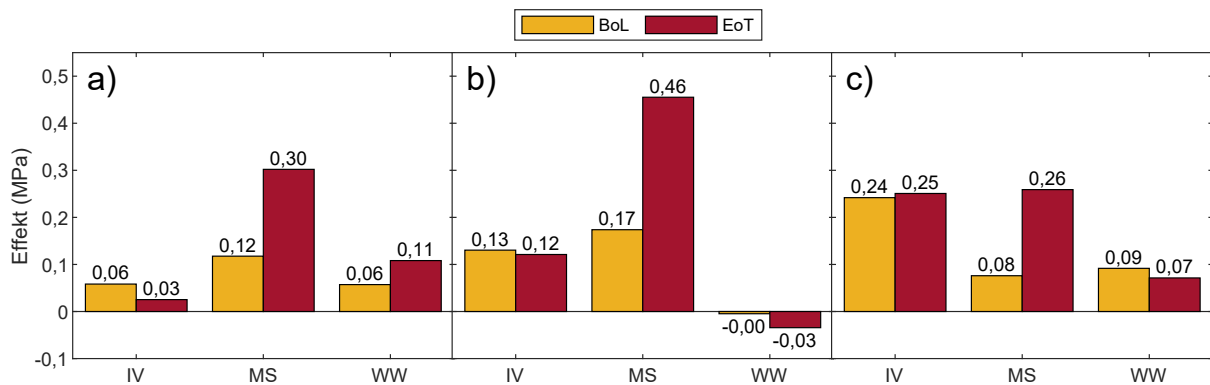 BoL EoT
a) b) c)
Effekt (MPa)
0,5
0,4
0,3
0,2
0,1
0
-0,1
0,06 0,03 0,12 0,30 0,06 0,11
0,13 0,12 0,17 0,46 -0,00 -0,03
0,24 0,25 0,08 0,26 0,09 0,07
IV MS WW IV MS WW IV MS WW